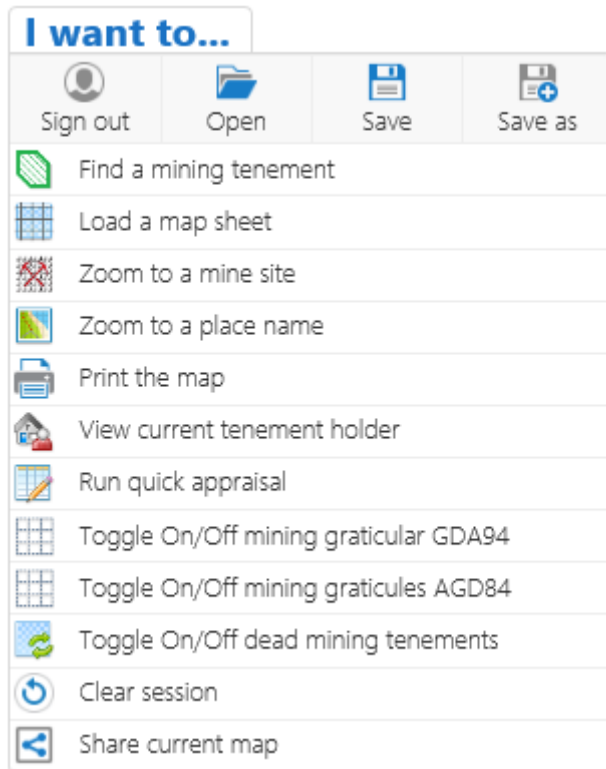 I want to...
Sign out Open Save Save as
Find a mining tenement
Load a map sheet
Zoom to a mine site
Zoom to a place name
Print the map
View current tenement holder
Run quick appraisal
Toggle On/Off mining graticular GDA94
Toggle On/Off mining graticules AGD84
Toggle On/Off dead mining tenements
Clear session
Share current map